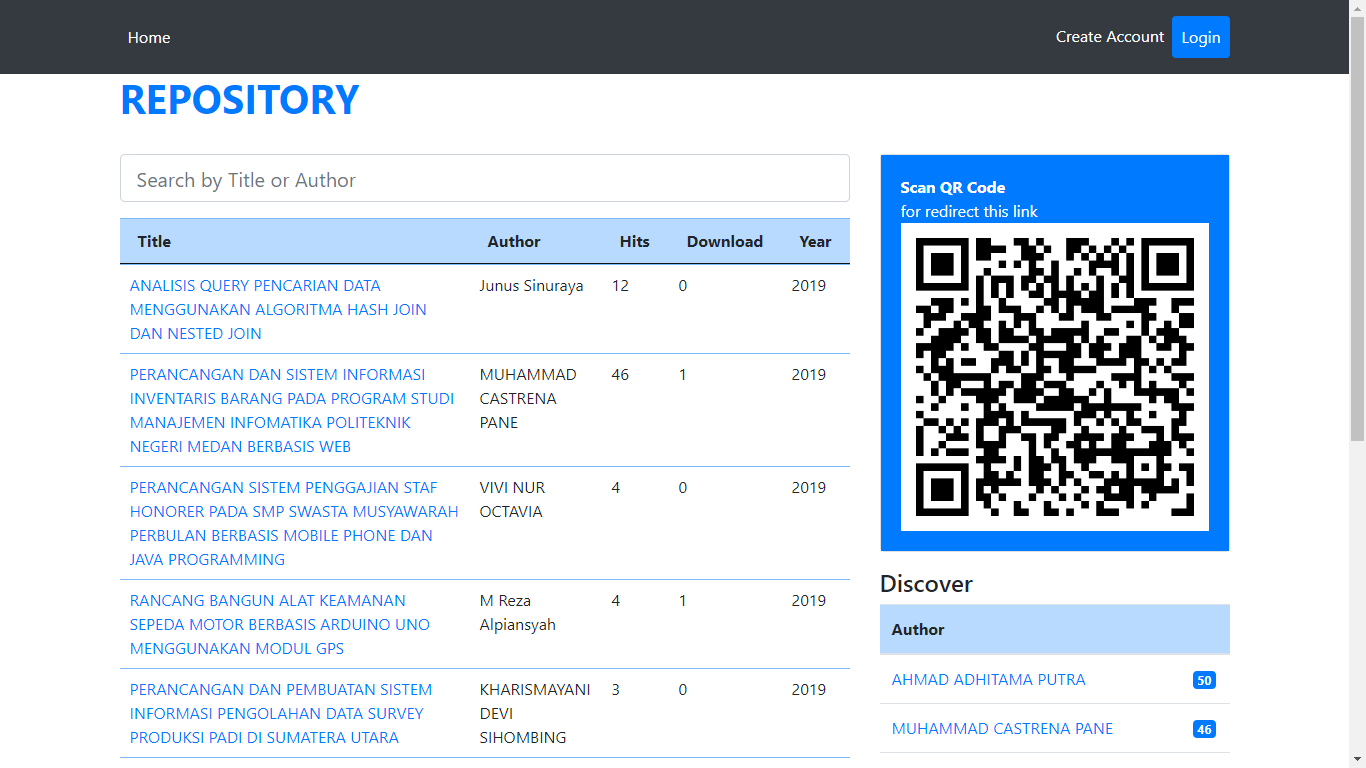 Home
Create Account
Login
REPOSITORY
Search by Title or Author
Title Author Hits Download Year
ANALISIS QUERY PENCARIAN DATA Junus Sinuraya 12 0 2019
MENGGUNAKAN ALGORITMA HASH JOIN
DAN NESTED JOIN
PERANCANGAN DAN SISTEM INFORMASI MUHAMMAD 46 1 2019
INVENTARIS BARANG PADA PROGRAM STUDI CASTRENA
MANAJEMEN INFOMATIKA POLITEKNIK PANE
NEGERI MEDAN BERBASIS WEB
PERANCANGAN SISTEM PENGGAJIAN STAF VIVI NUR 4 0 2019
HONORER PADA SMP SWASTA MUSYAWARAH OCTAVIA
PERBULAN BERBASIS MOBILE PHONE DAN
JAVA PROGRAMMING
RANCANG BANGUN ALAT KEAMANAN M Reza 4 1 2019
SEPEDA MOTOR BERBASIS ARDUINO UNO Alpiansyah
MENGGUNAKAN MODUL GPS
PERANCANGAN DAN PEMBUATAN SISTEM KHARISMAYANI 3 0 2019
INFORMASI PENGOLAHAN DATA SURVEY DEVI
PRODUKSI PADI DI SUMATERA UTARA SIHOMBING
Scan QR Code
for redirect this link
Discover
Author
AHMAD ADHITAMA PUTRA 50
MUHAMMAD CASTRENA PANE 46